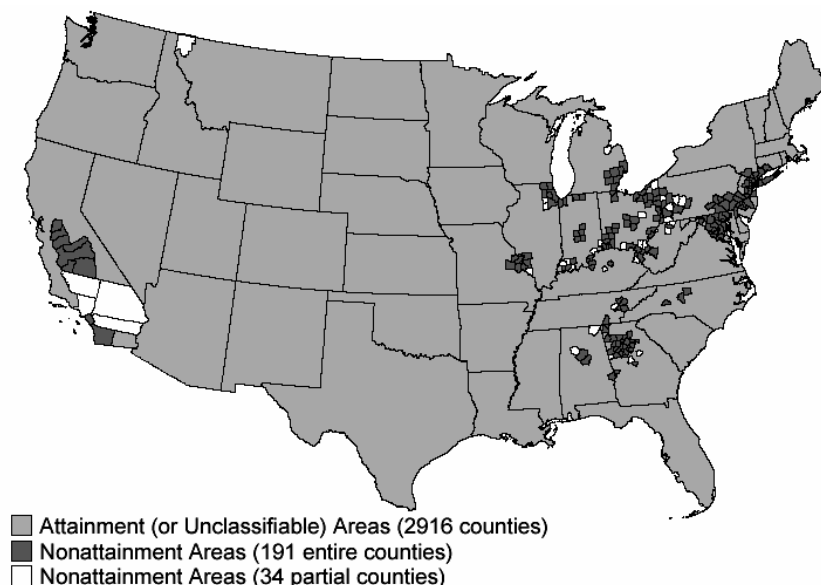 Attainment (or Unclassifiable) Areas (2916 counties)
Nonattainment Areas (191 entire counties)
Nonattainment Areas (34 partial counties)